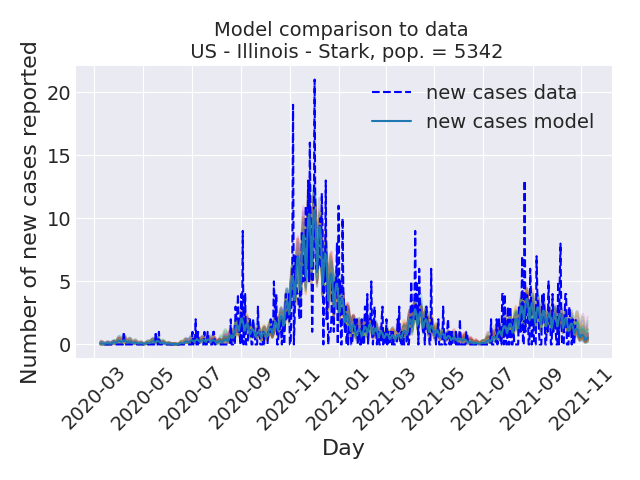 Model comparison to data
US - Illinois - Stark, pop. = 5342
Number of new cases reported
20
15
10
5
0
new cases data
new cases model
2020-03
2020-05
2020-07
2020-09
2020-11
2021-01
2021-03
2021-05
2021-07
2021-09
2021-11
Day